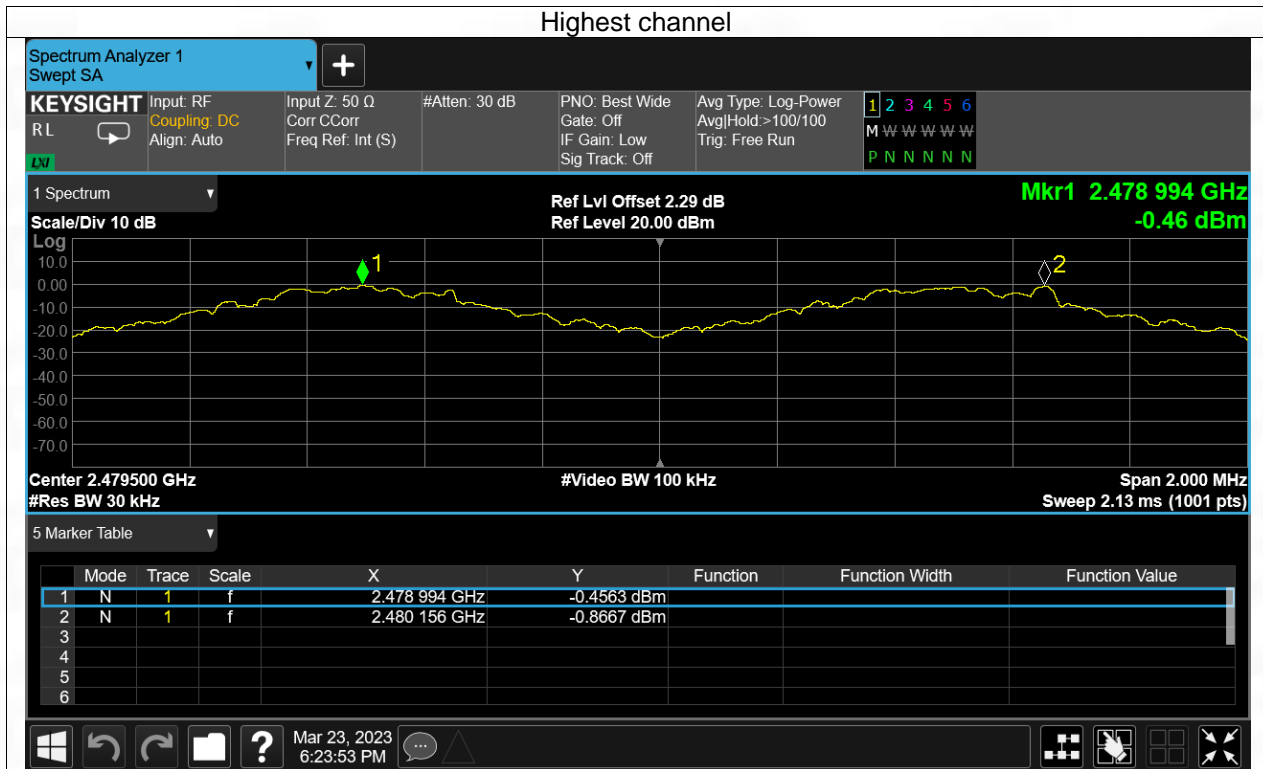 Highest channel
Spectrum Analyzer 1
Swept SA
+
KEYSIGHT Input: RF Input Z: 50 Ω #Atten: 30 dB PNO: Best Wide Avg Type: Log-Power 1 2 3 4 5 6
RL Coupling: DC Corr CCorr Gate: Off Avg|Hold:>100/100 M W W W W W
Align: Auto Freq Ref: Int (S) IF Gain: Low Trig: Free Run
LXI Sig Track: Off P N N N N N
1 Spectrum Ref Lvl Offset 2.29 dB Mkr1 2.478 994 GHz
Scale/Div 10 dB Ref Level 20.00 dBm -0.46 dBm
Log
10.0
1 2
0.00
-10.0
-20.0
-30.0
-40.0
-50.0
-60.0
-70.0
Center 2.479500 GHz #Video BW 100 kHz Span 2.000 MHz
#Res BW 30 kHz Sweep 2.13 ms (1001 pts)
5 Marker Table
Mode Trace Scale X Y Function Function Width Function Value
1 N 1 f 2.478 994 GHz -0.4563 dBm
2 N 1 f 2.480 156 GHz -0.8667 dBm
3
4
5
6
? Mar 23, 2023
6:23:53 PM